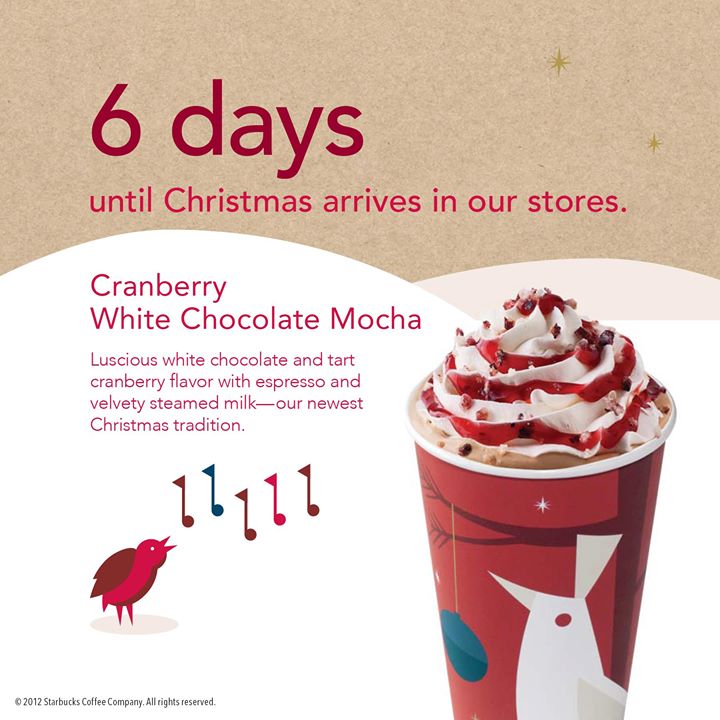 6 days
until Christmas arrives in our stores.
Cranberry
White Chocolate Mocha
Luscious white chocolate and tart
cranberry flavor with espresso and
velvety steamed milk—our newest
Christmas tradition.
© 2012 Starbucks Coffee Company. All rights reserved.